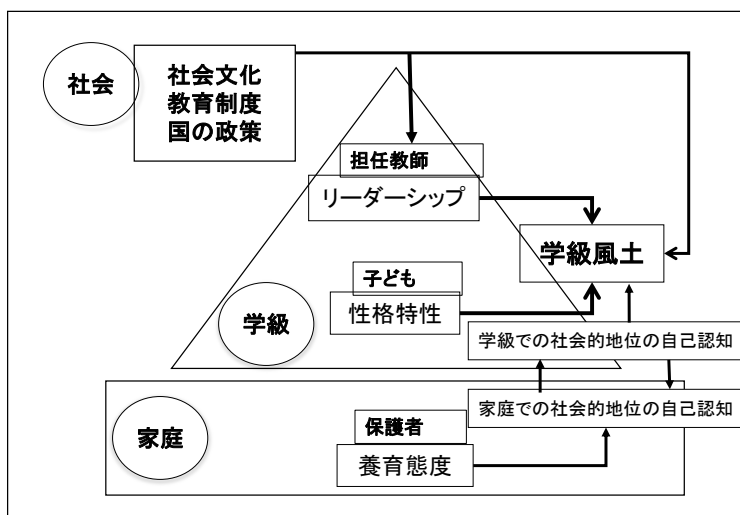 社会
社会文化
教育制度
国の政策
担任教師
リーダーシップ
学級風土
子ども
性格特性
学級
学級での社会的地位の自己認知
家庭での社会的地位の自己認知
家庭
保護者
養育態度